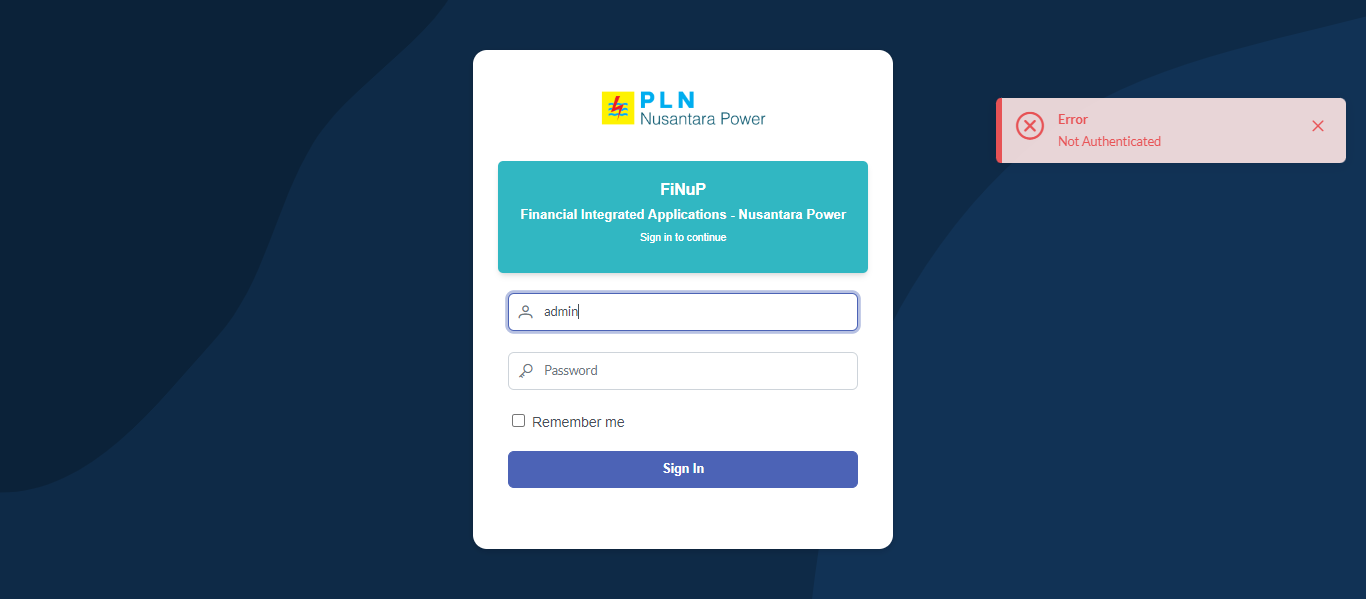 PLN
Nusantara Power
Error
Not Authenticated
FiNuP
Financial Integrated Applications - Nusantara Power
Sign in to continue
admin
Password
Remember me
Sign In